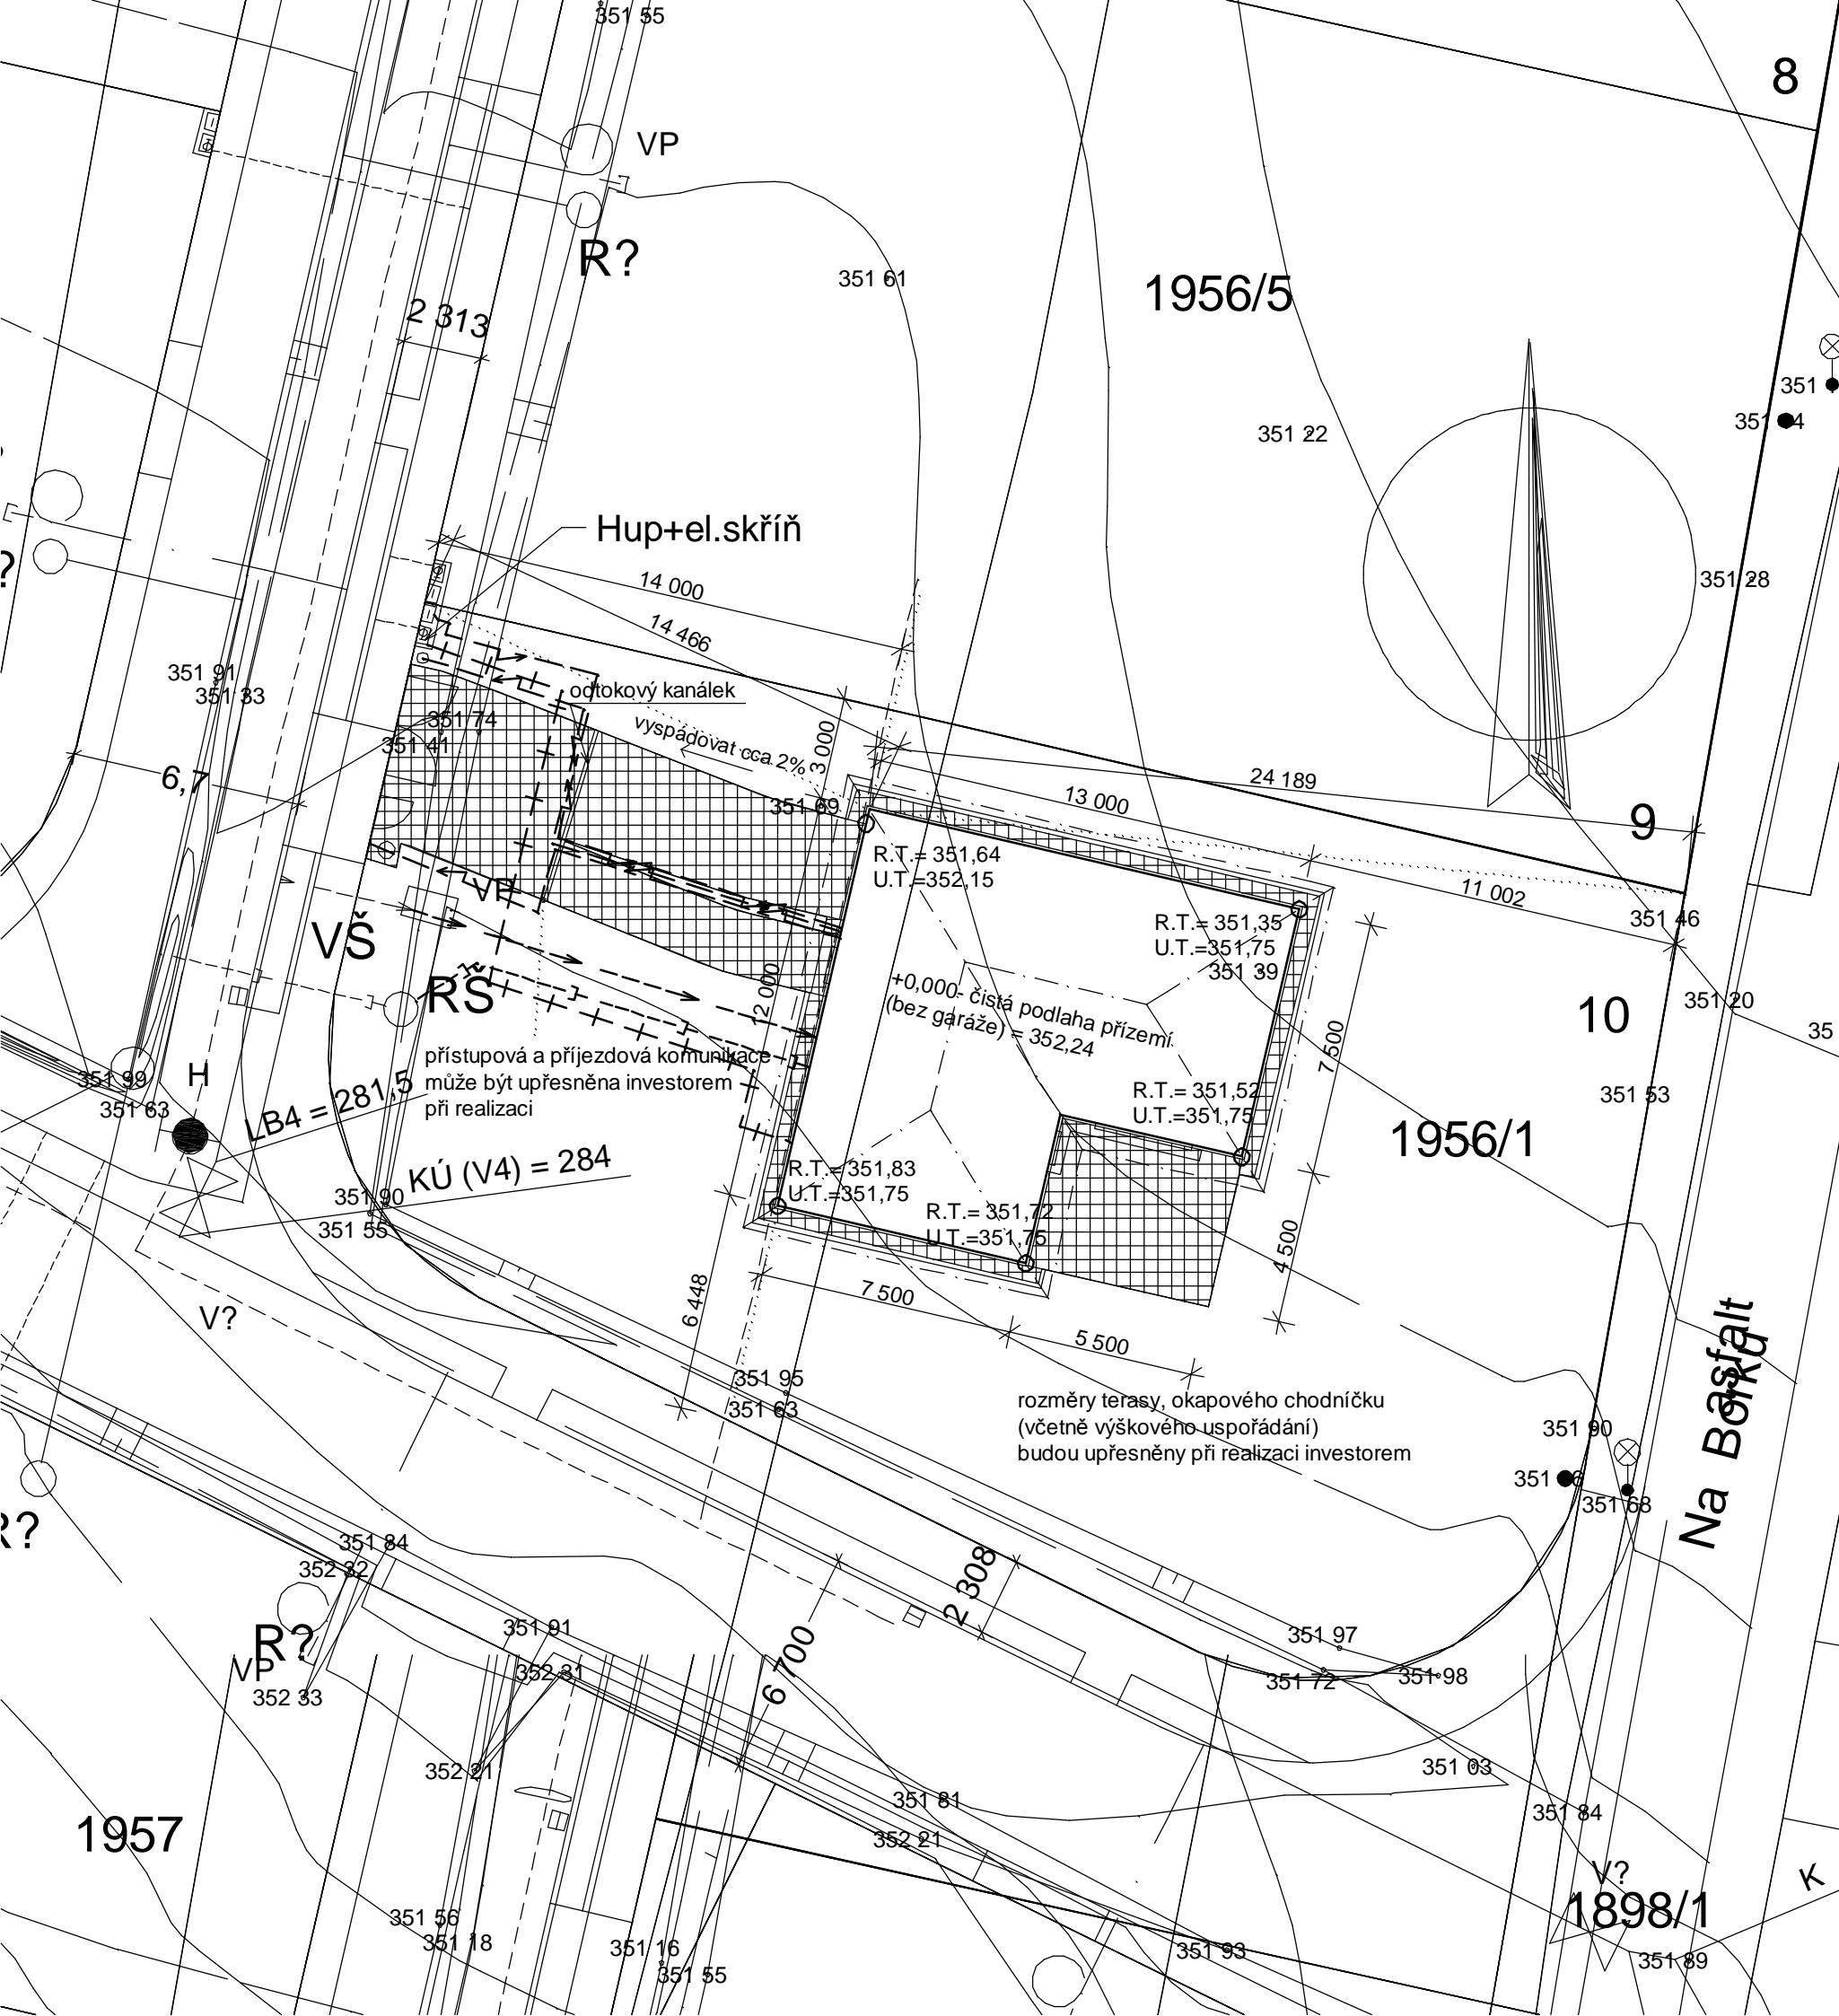 351 55
8
VP
R?
351 61
1956/5
2 313
351
351 22
Hup+el.skříň
14 000
351 28
14 466
351 91
351 33
odtokový kanálek
351 74
351 41
vyspádovat cca 2%
3 000
6,7
24 189
13 000
351 69
9
R.T.= 351,64
U.T.=352,15
11 002
VP
351 46
R.T.= 351,35
U.T.=351,75
351 39
VŠ
RŠ
12 000
+0,000- čistá podlaha přízemí
(bez garáže) = 352,24
10
351 20
35
7 500
přístupová a příjezdová komunikace
může být upřesněna investorem
při realizaci
351 99
H
351 63
LB4 = 281,5
R.T.= 351,52
U.T.=351,75
351 53
1956/1
KÚ (V4) = 284
R.T.= 351,83
U.T.=351,75
351 90
351 55
R.T.= 351,72
U.T.=351,75
4 500
6 448
7 500
V?
5 500
asfalt
Na Borku
351 95
351 63
rozměry terasy, okapového chodníčku
(včetně výškového uspořádání)
budou upřesněny při realizaci investorem
351 90
351 68
351 84
352 32
2 308
R?
VP
352 33
351 91
352 31
6 700
351 97
351 72
351 98
352 21
351 03
351 81
352 21
351 84
1957
V?
K
1898/1
351 56
351 18
351 16
351 55
351 93
351 89